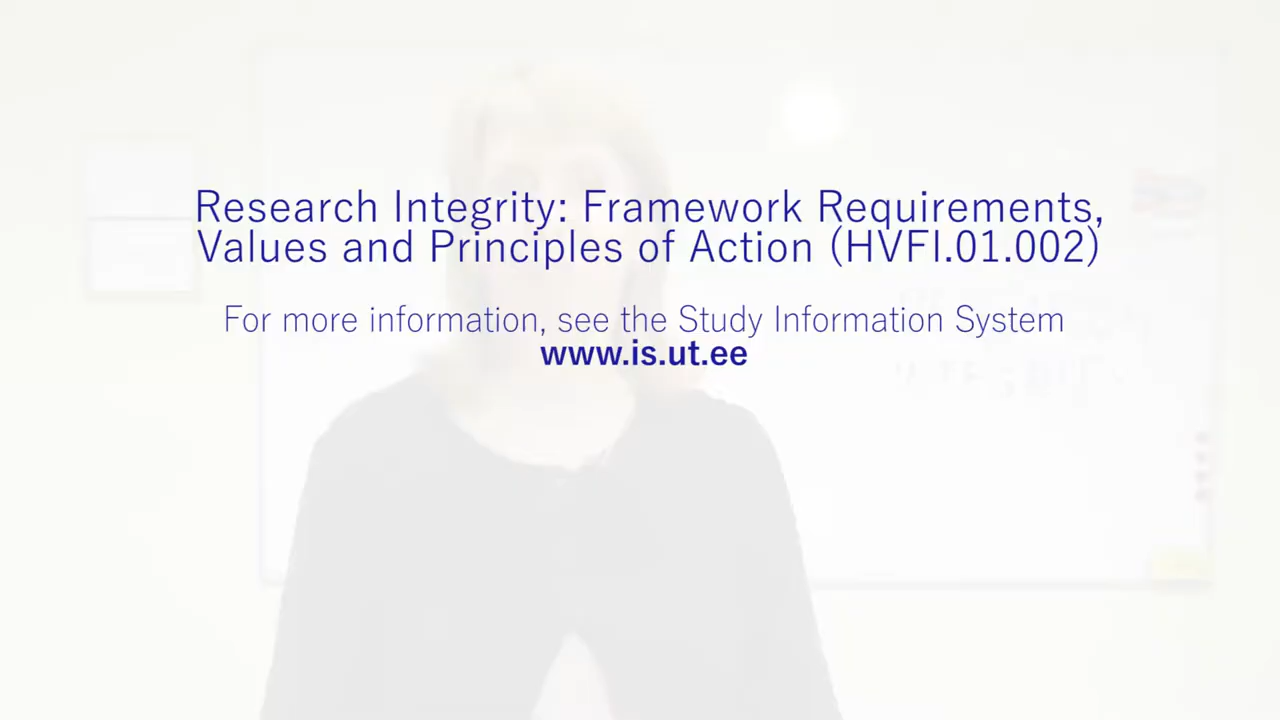 Research Integrity: Framework Requirements,
Values and Principles of Action (HVFI.01.002)
For more information, see the Study Information System
www.is.ut.ee